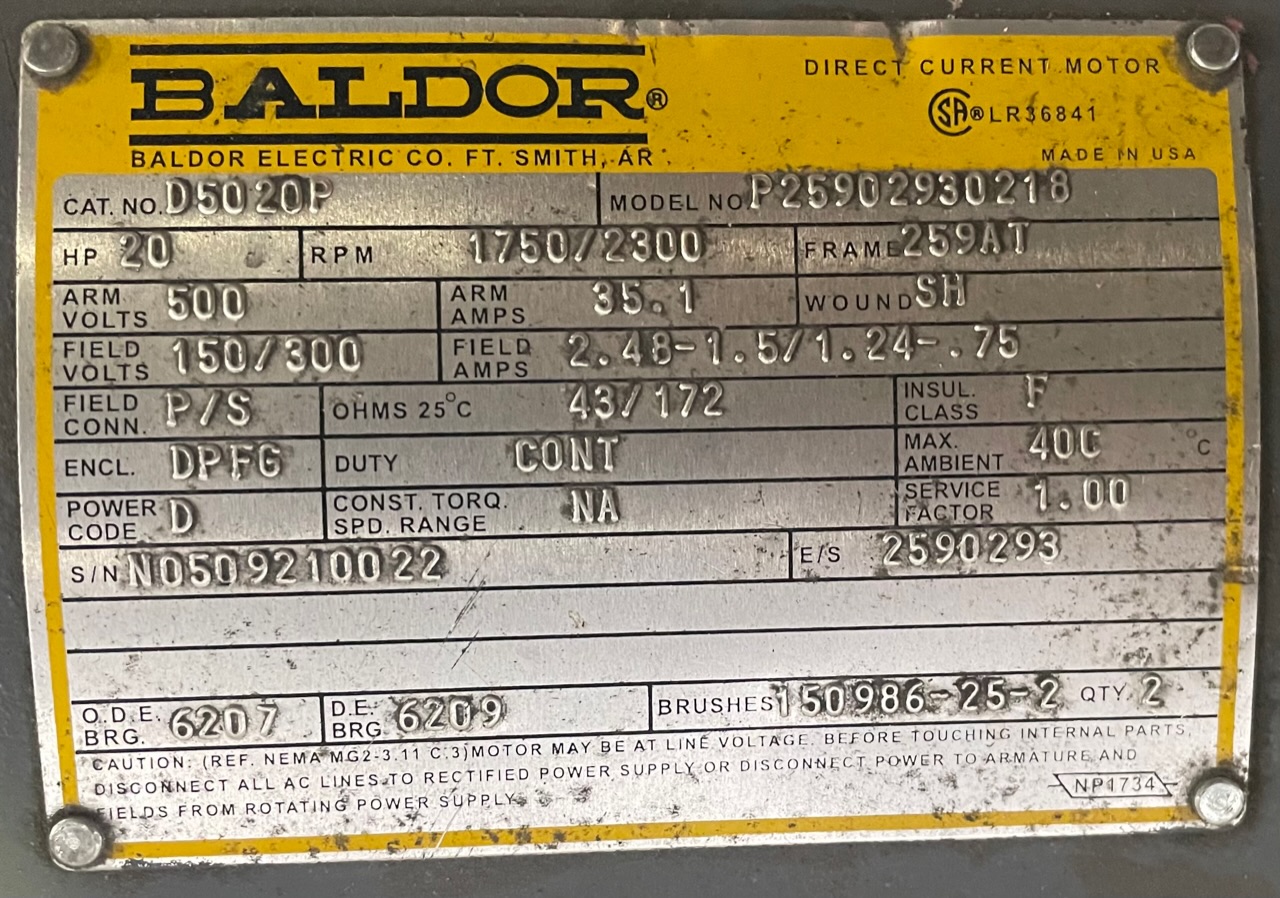 BALDOR®
DIRECT CURRENT MOTOR
SA® LR36841
BALDOR ELECTRIC CO. FT. SMITH, AR.
MADE IN USA
CAT. NO. D5020P MODEL NO. P25902930218
HP 20 RPM 1750/2300 FRAME 259AT
ARM VOLTS 500 ARM AMPS 35.1 WOUND SH
FIELD VOLTS 150/300 FIELD AMPS 2.48-1.5/1.24-.75
FIELD CONN. P/S OHMS 25°C 43/172 INSUL. CLASS F
ENCL. DPFG DUTY CONT MAX. AMBIENT 40C °C
POWER CODE D CONST. TORQ. SPD. RANGE NA SERVICE FACTOR 1.00
S/N N0509210022 E/S 2590293
O.D.E. BRG. 6207 D.E. BRG. 6209 BRUSHES 150986-25-2 QTY. 2
CAUTION: (REF. NEMA MG2-3.11 C.3) MOTOR MAY BE AT LINE VOLTAGE. BEFORE TOUCHING INTERNAL PARTS,
DISCONNECT ALL AC LINES TO RECTIFIED POWER SUPPLY OR DISCONNECT POWER TO ARMATURE AND
FIELDS FROM ROTATING POWER SUPPLY.
NP1734